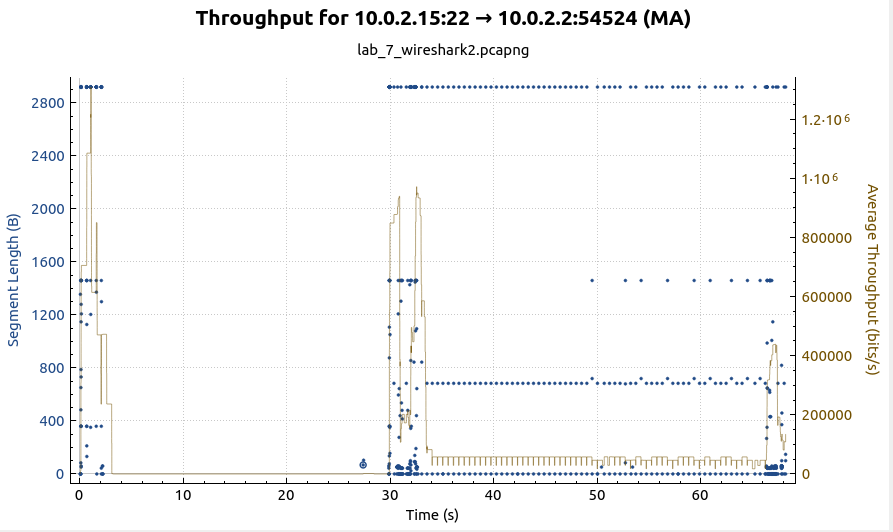 Throughput for 10.0.2.15:22 → 10.0.2.2:54524 (MA)
lab_7_wireshark2.pcapng
Segment Length (B)
2800
2400
2000
1600
1200
800
400
0
1.2·10⁶
1·10⁶
800000
600000
400000
200000
0
Average Throughput (bits/s)
0 10 20 30 40 50 60
Time (s)